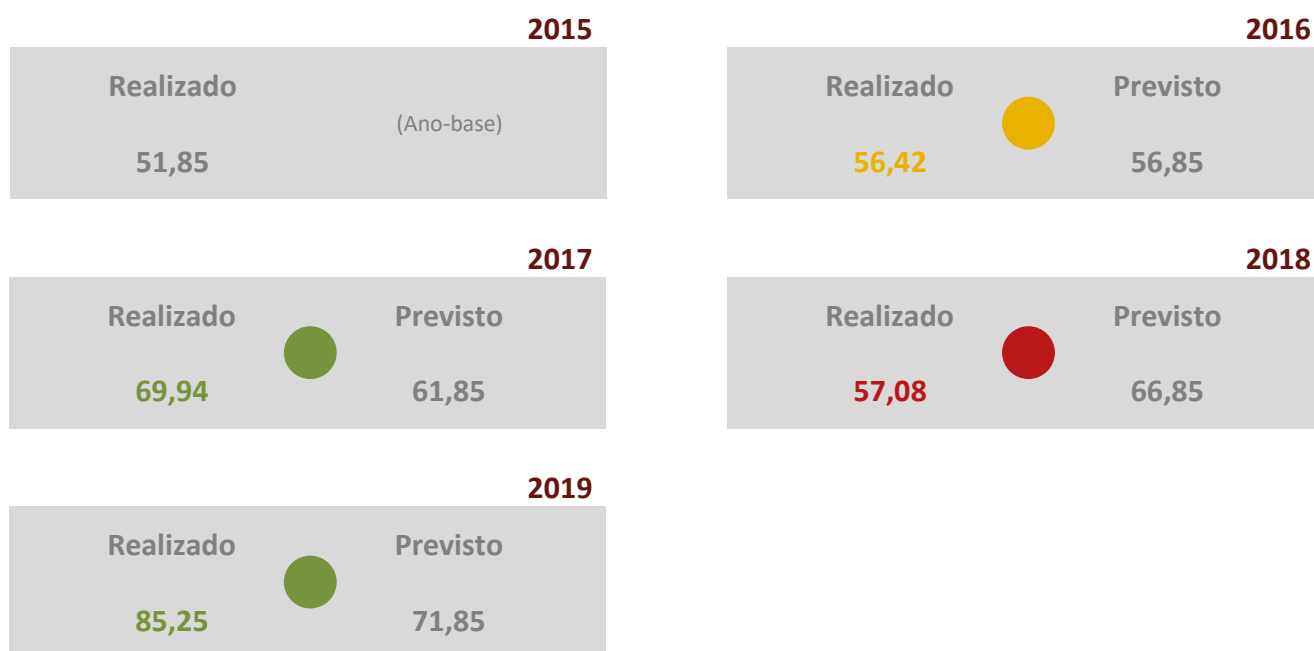 2015
Realizado
(Ano-base)
51,85
2016
Realizado Previsto
56,42 56,85
2017
Realizado Previsto
69,94 61,85
2018
Realizado Previsto
57,08 66,85
2019
Realizado Previsto
85,25 71,85